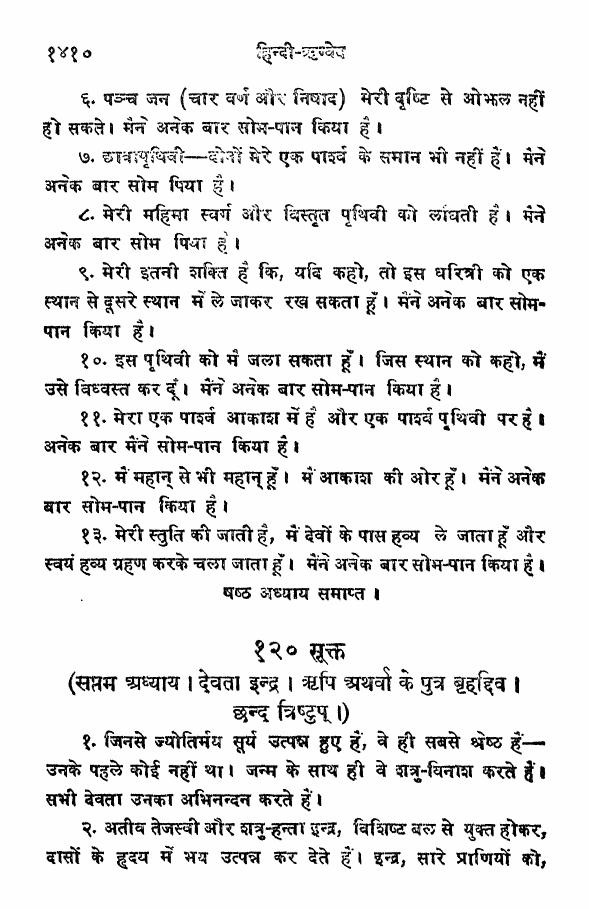 १४१० हिन्दी-ऋग्वेद
६. पञ्च जन (चार वर्ण और निषाद) मेरी दृष्टि से ओझल नहीं
हो सकते। मैंने अनेक बार सोम-पान किया है।
७. द्यावापृथिवी—दोनों मेरे एक पार्श्व के समान भी नहीं हैं। मैंने
अनेक बार सोम पिया है।
८. मेरी महिमा स्वर्ग और विस्तृत पृथिवी को लांघती है। मैंने
अनेक बार सोम पिया है।
९. मेरी इतनी शक्ति है कि, यदि कहो, तो इस धरित्री को एक
स्थान से दूसरे स्थान में ले जाकर रख सकता हूँ। मैंने अनेक बार सोम-
पान किया है।
१०. इस पृथिवी को मैं जला सकता हूँ। जिस स्थान को कहो, मैं
उसे विध्वस्त कर दूँ। मैंने अनेक बार सोम-पान किया है।
११. मेरा एक पार्श्व आकाश में है और एक पार्श्व पृथिवी पर है।
अनेक बार मैंने सोम-पान किया है।
१२. मैं महान् से भी महान् हूँ। मैं आकाश की ओर हूँ। मैंने अनेक
बार सोम-पान किया है।
१३. मेरी स्तुति की जाती है, मैं देवों के पास हव्य ले जाता हूँ और
स्वयं हव्य ग्रहण करके चला जाता हूँ। मैंने अनेक बार सोम-पान किया है।
षष्ठ अध्याय समाप्त।
१२० सूक्त
(सप्तम अध्याय। देवता इन्द्र। ऋषि अथर्वा के पुत्र बृहद्दिव।
छन्द त्रिष्टुप्।)
१. जिनसे ज्योतिर्मय सूर्य उत्पन्न हुए हैं, वे ही सबसे श्रेष्ठ हैं—
उनके पहले कोई नहीं था। जन्म के साथ ही वे शत्रु-विनाश करते हैं।
सभी देवता उनका अभिनन्दन करते हैं।
२. अतीव तेजस्वी और शत्रु-हन्ता इन्द्र, विशिष्ट बल से युक्त होकर,
दासों के हृदय में भय उत्पन्न कर देते हैं। इन्द्र, सारे प्राणियों को,